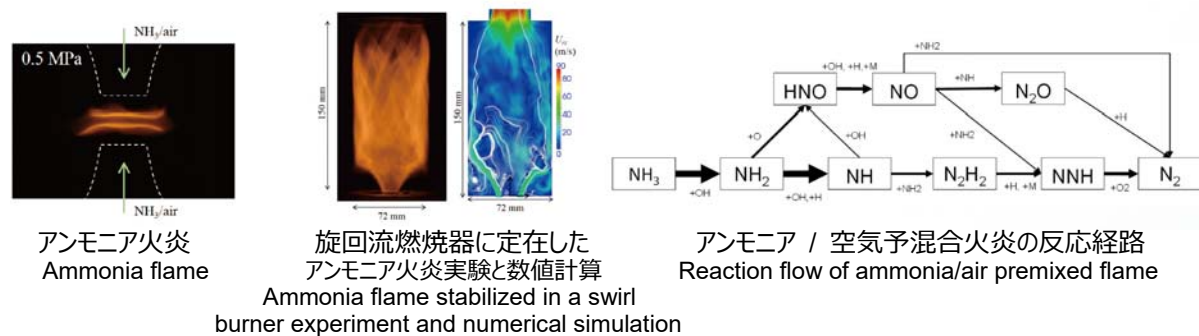 NH₃/air
0.5 MPa
NH₃/air
アンモニア火炎
Ammonia flame
150 mm
72 mm
150 mm
72 mm
(m/s)
90
80
60
40
20
0
旋回流燃焼器に定在した
アンモニア火炎実験と数値計算
Ammonia flame stabilized in a swirl
burner experiment and numerical simulation
+NH2
+OH, +H, +M
HNO
NO
+NH
N₂O
+O
+OH
+NH2
+H
NH₃
+OH
NH₂
+OH,+H
NH
+NH2
N₂H₂
+H, +M
NNH
+O2
N₂
アンモニア / 空気予混合火炎の反応経路
Reaction flow of ammonia/air premixed flame